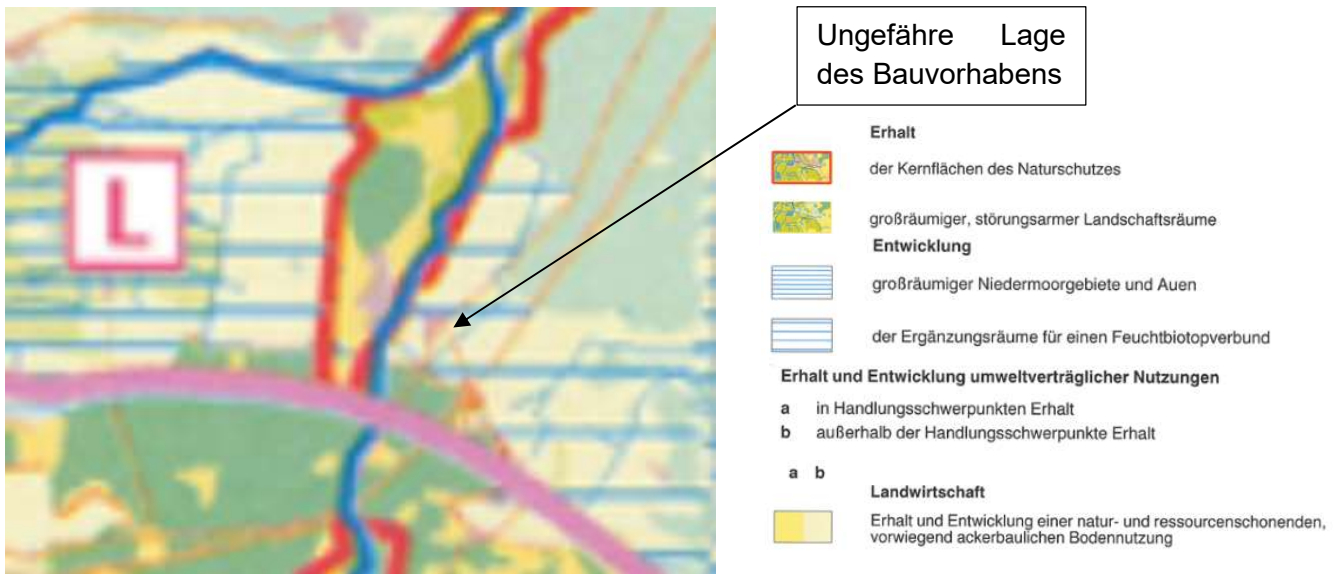 Ungefähre Lage
des Bauvorhabens
L
Erhalt
der Kernflächen des Naturschutzes
großräumiger, störungsarmer Landschaftsräume
Entwicklung
großräumiger Niedermoorgebiete und Auen
der Ergänzungsräume für einen Feuchtbiotopverbund
Erhalt und Entwicklung umweltverträglicher Nutzungen
a in Handlungsschwerpunkten Erhalt
b außerhalb der Handlungsschwerpunkte Erhalt
a b
Landwirtschaft
Erhalt und Entwicklung einer natur- und ressourcenschonenden,
vorwiegend ackerbaulichen Bodennutzung